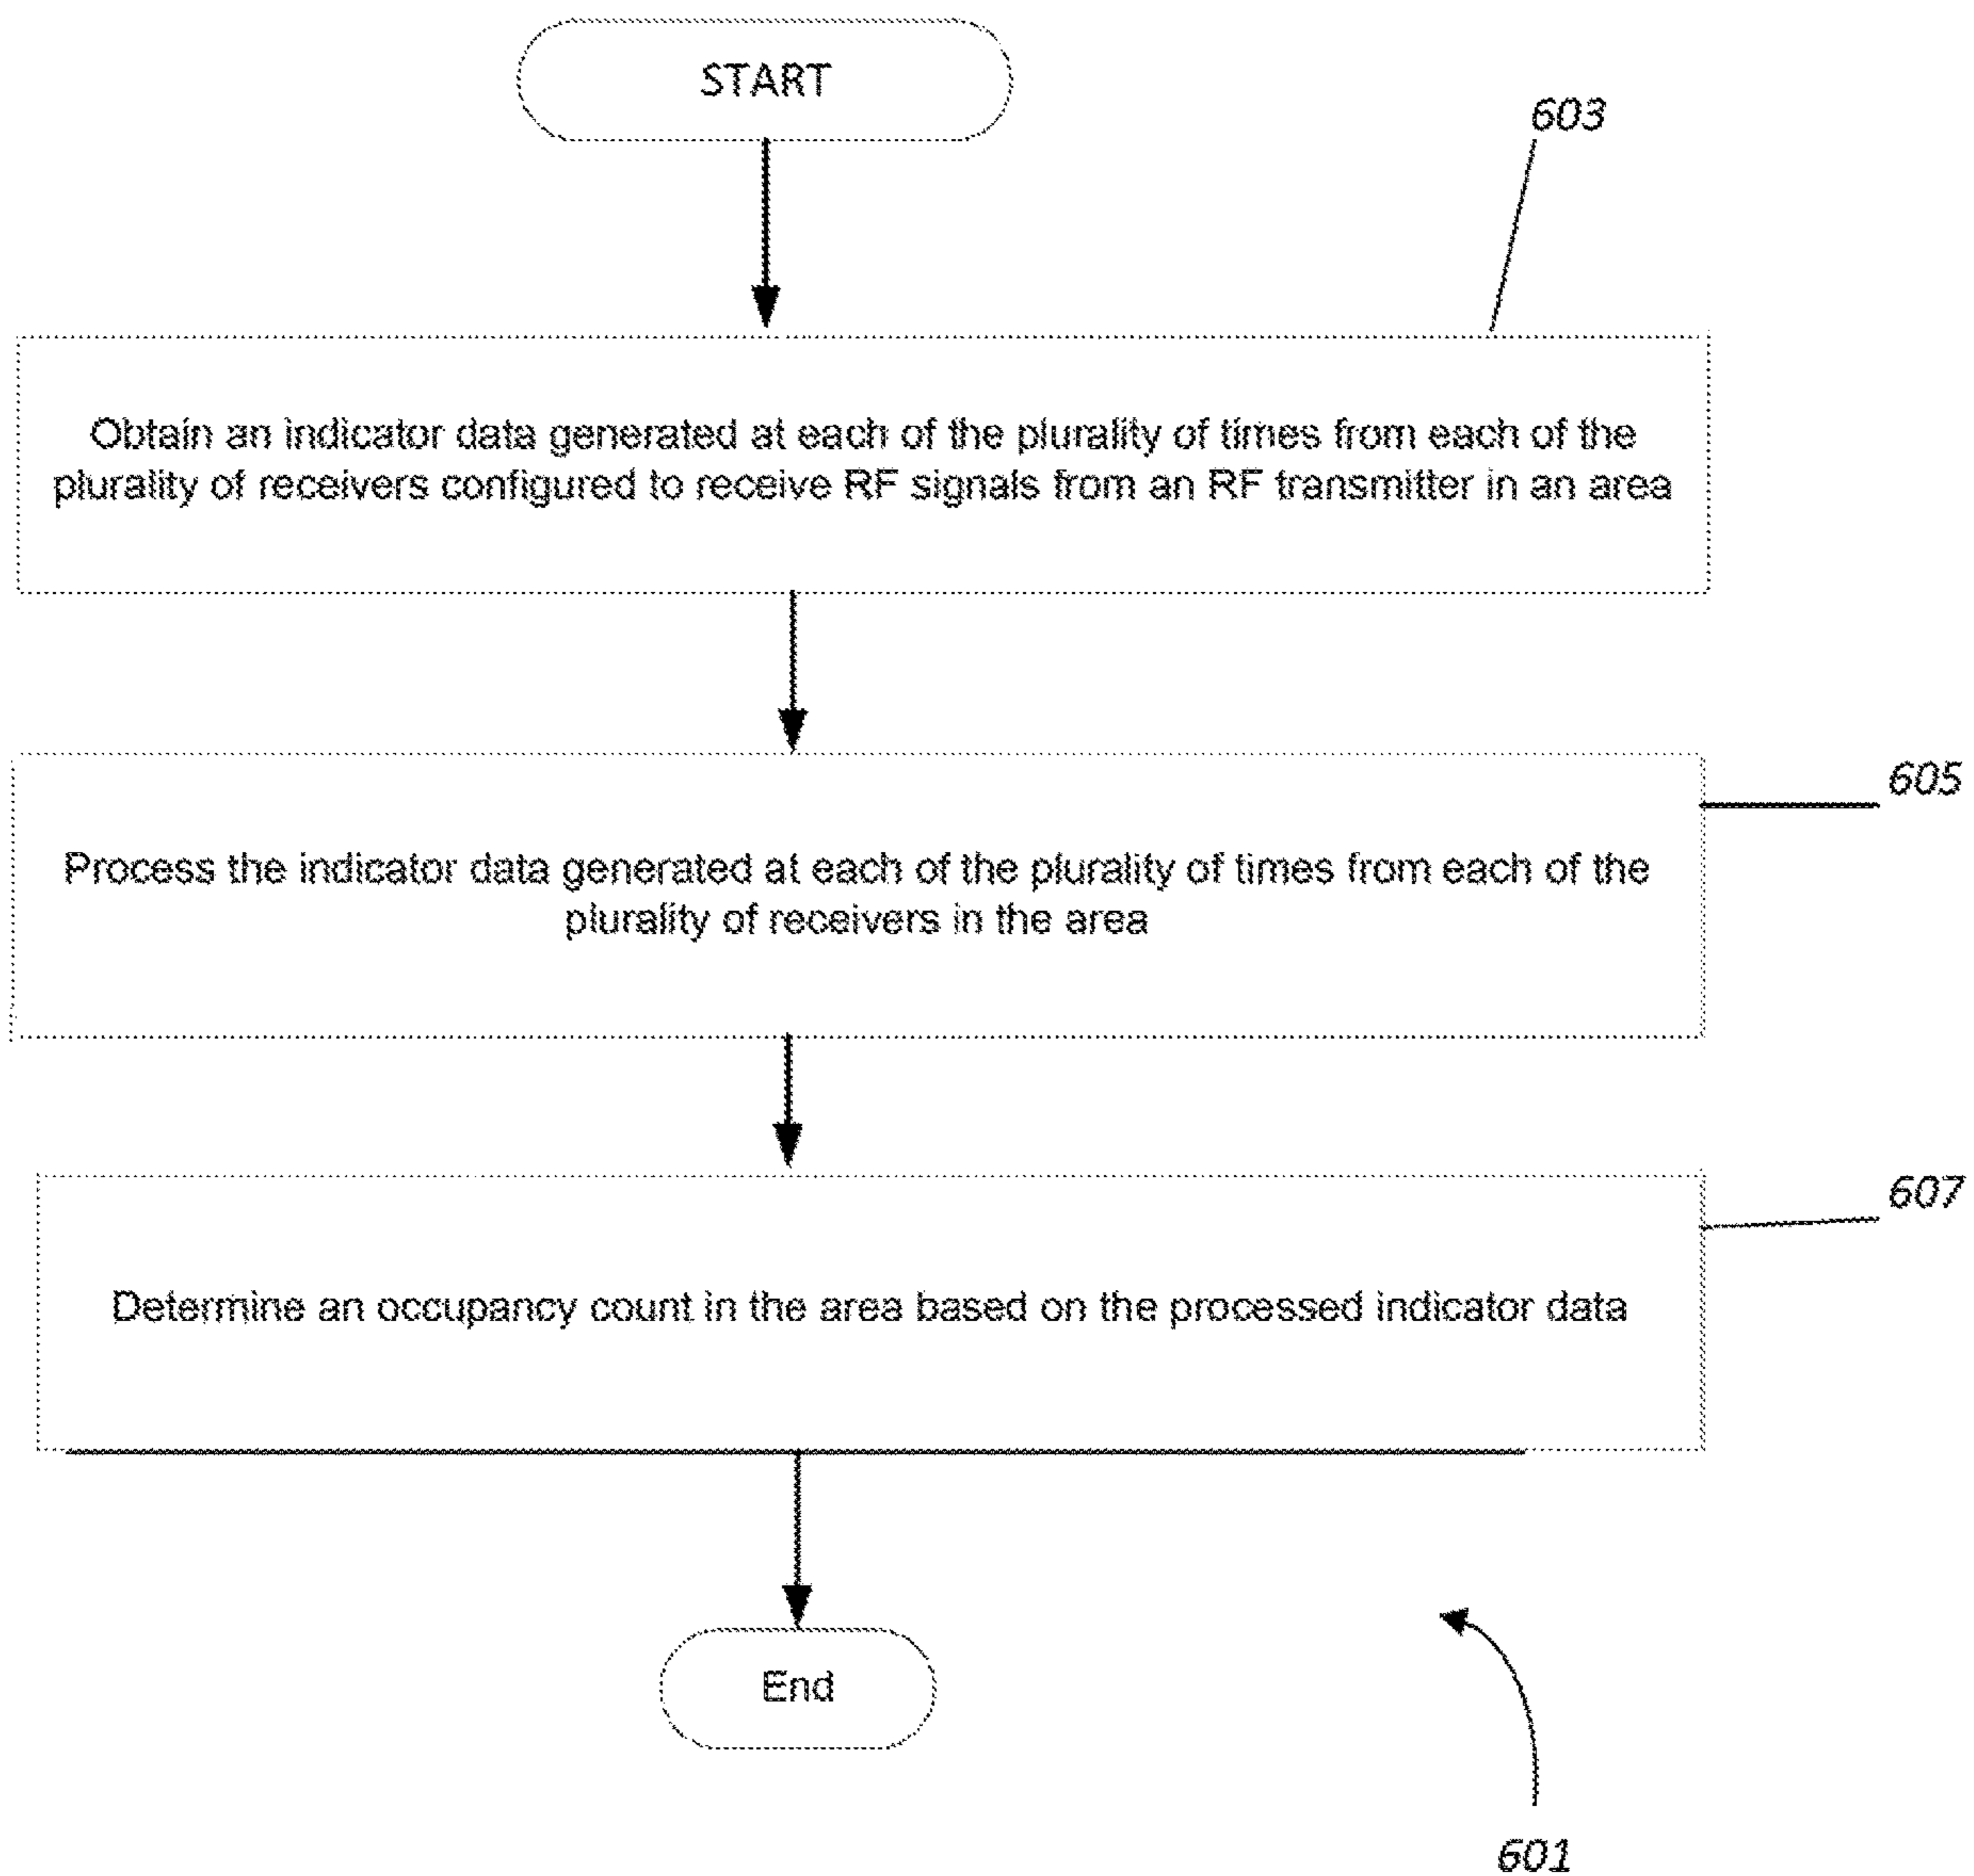 START
603
Obtain an indicator data generated at each of the plurality of times from each of the
plurality of receivers configured to receive RF signals from an RF transmitter in an area
605
Process the indicator data generated at each of the plurality of times from each of the
plurality of receivers in the area
607
Determine an occupancy count in the area based on the processed indicator data
End
601